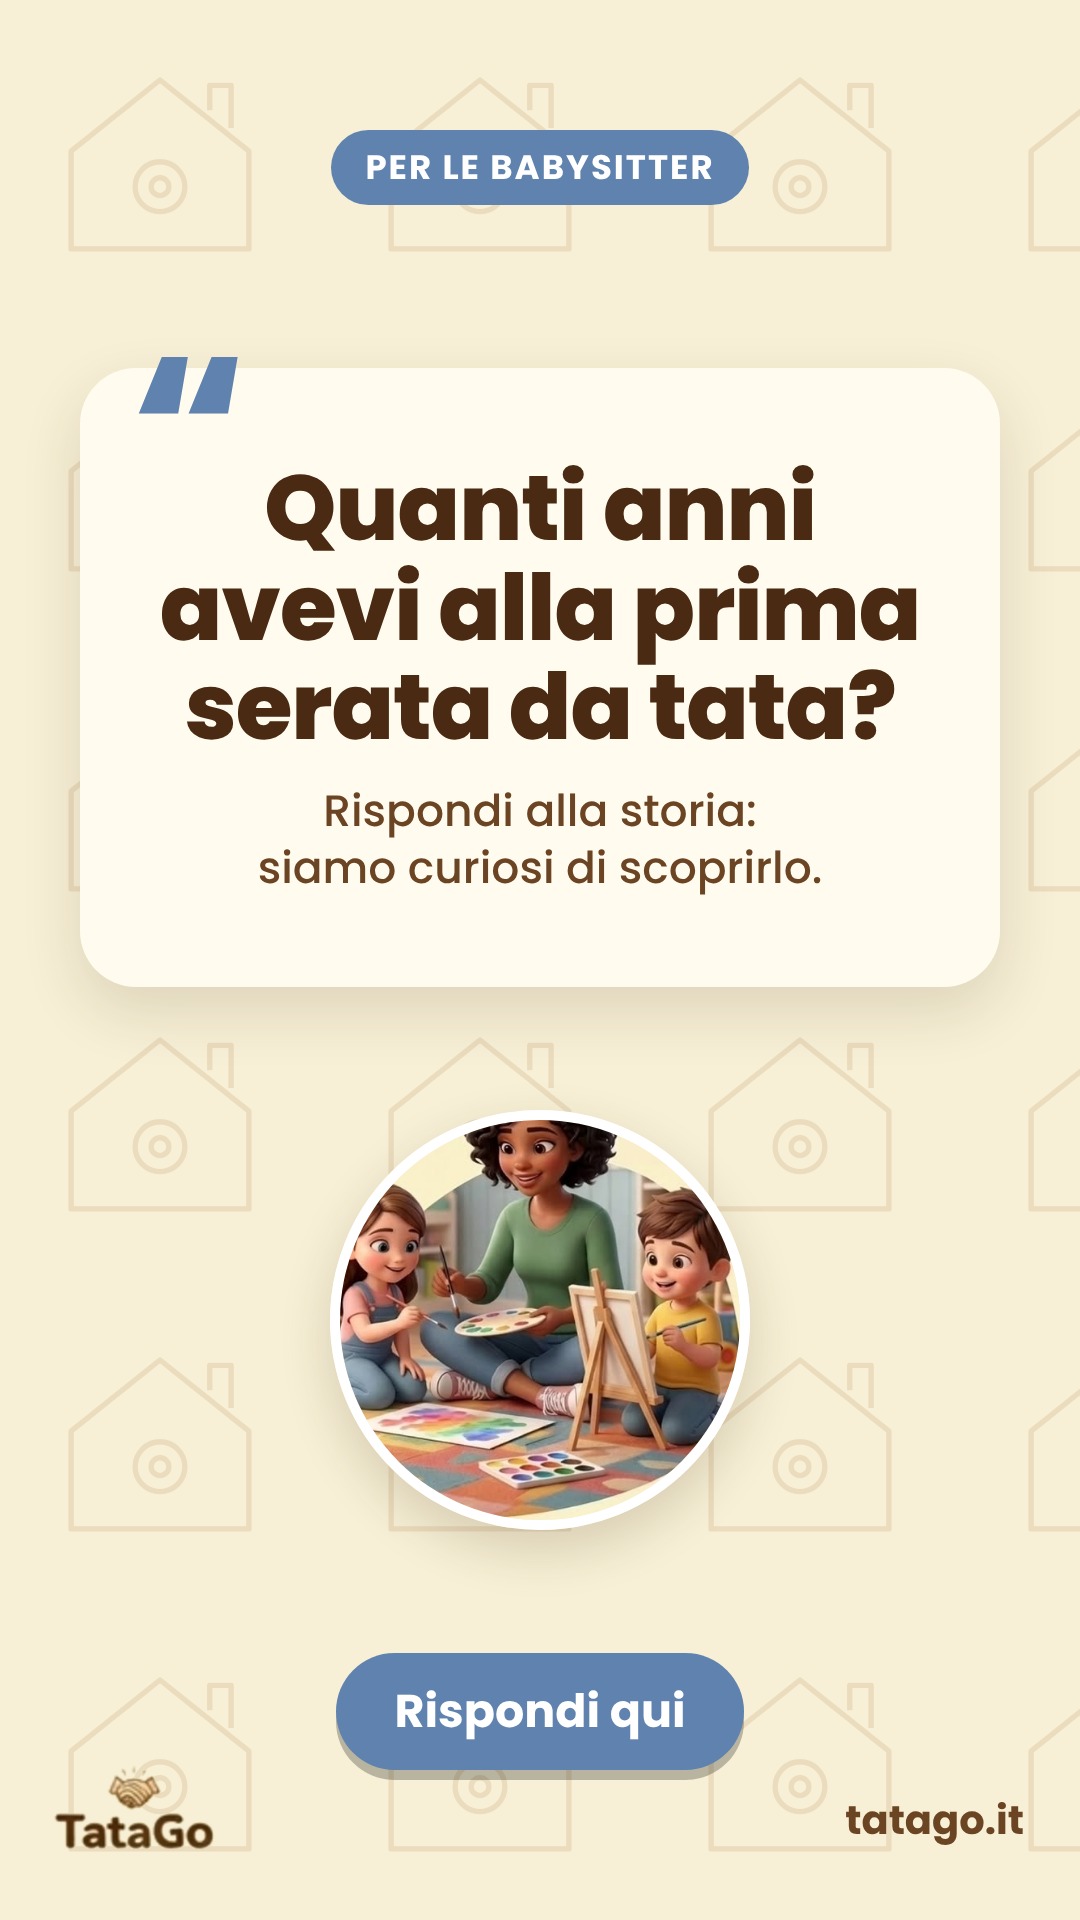 PER LE BABYSITTER
“
Quanti anni
avevi alla prima
serata da tata?
Rispondi alla storia:
siamo curiosi di scoprirlo.
Rispondi qui
TataGo
tatago.it